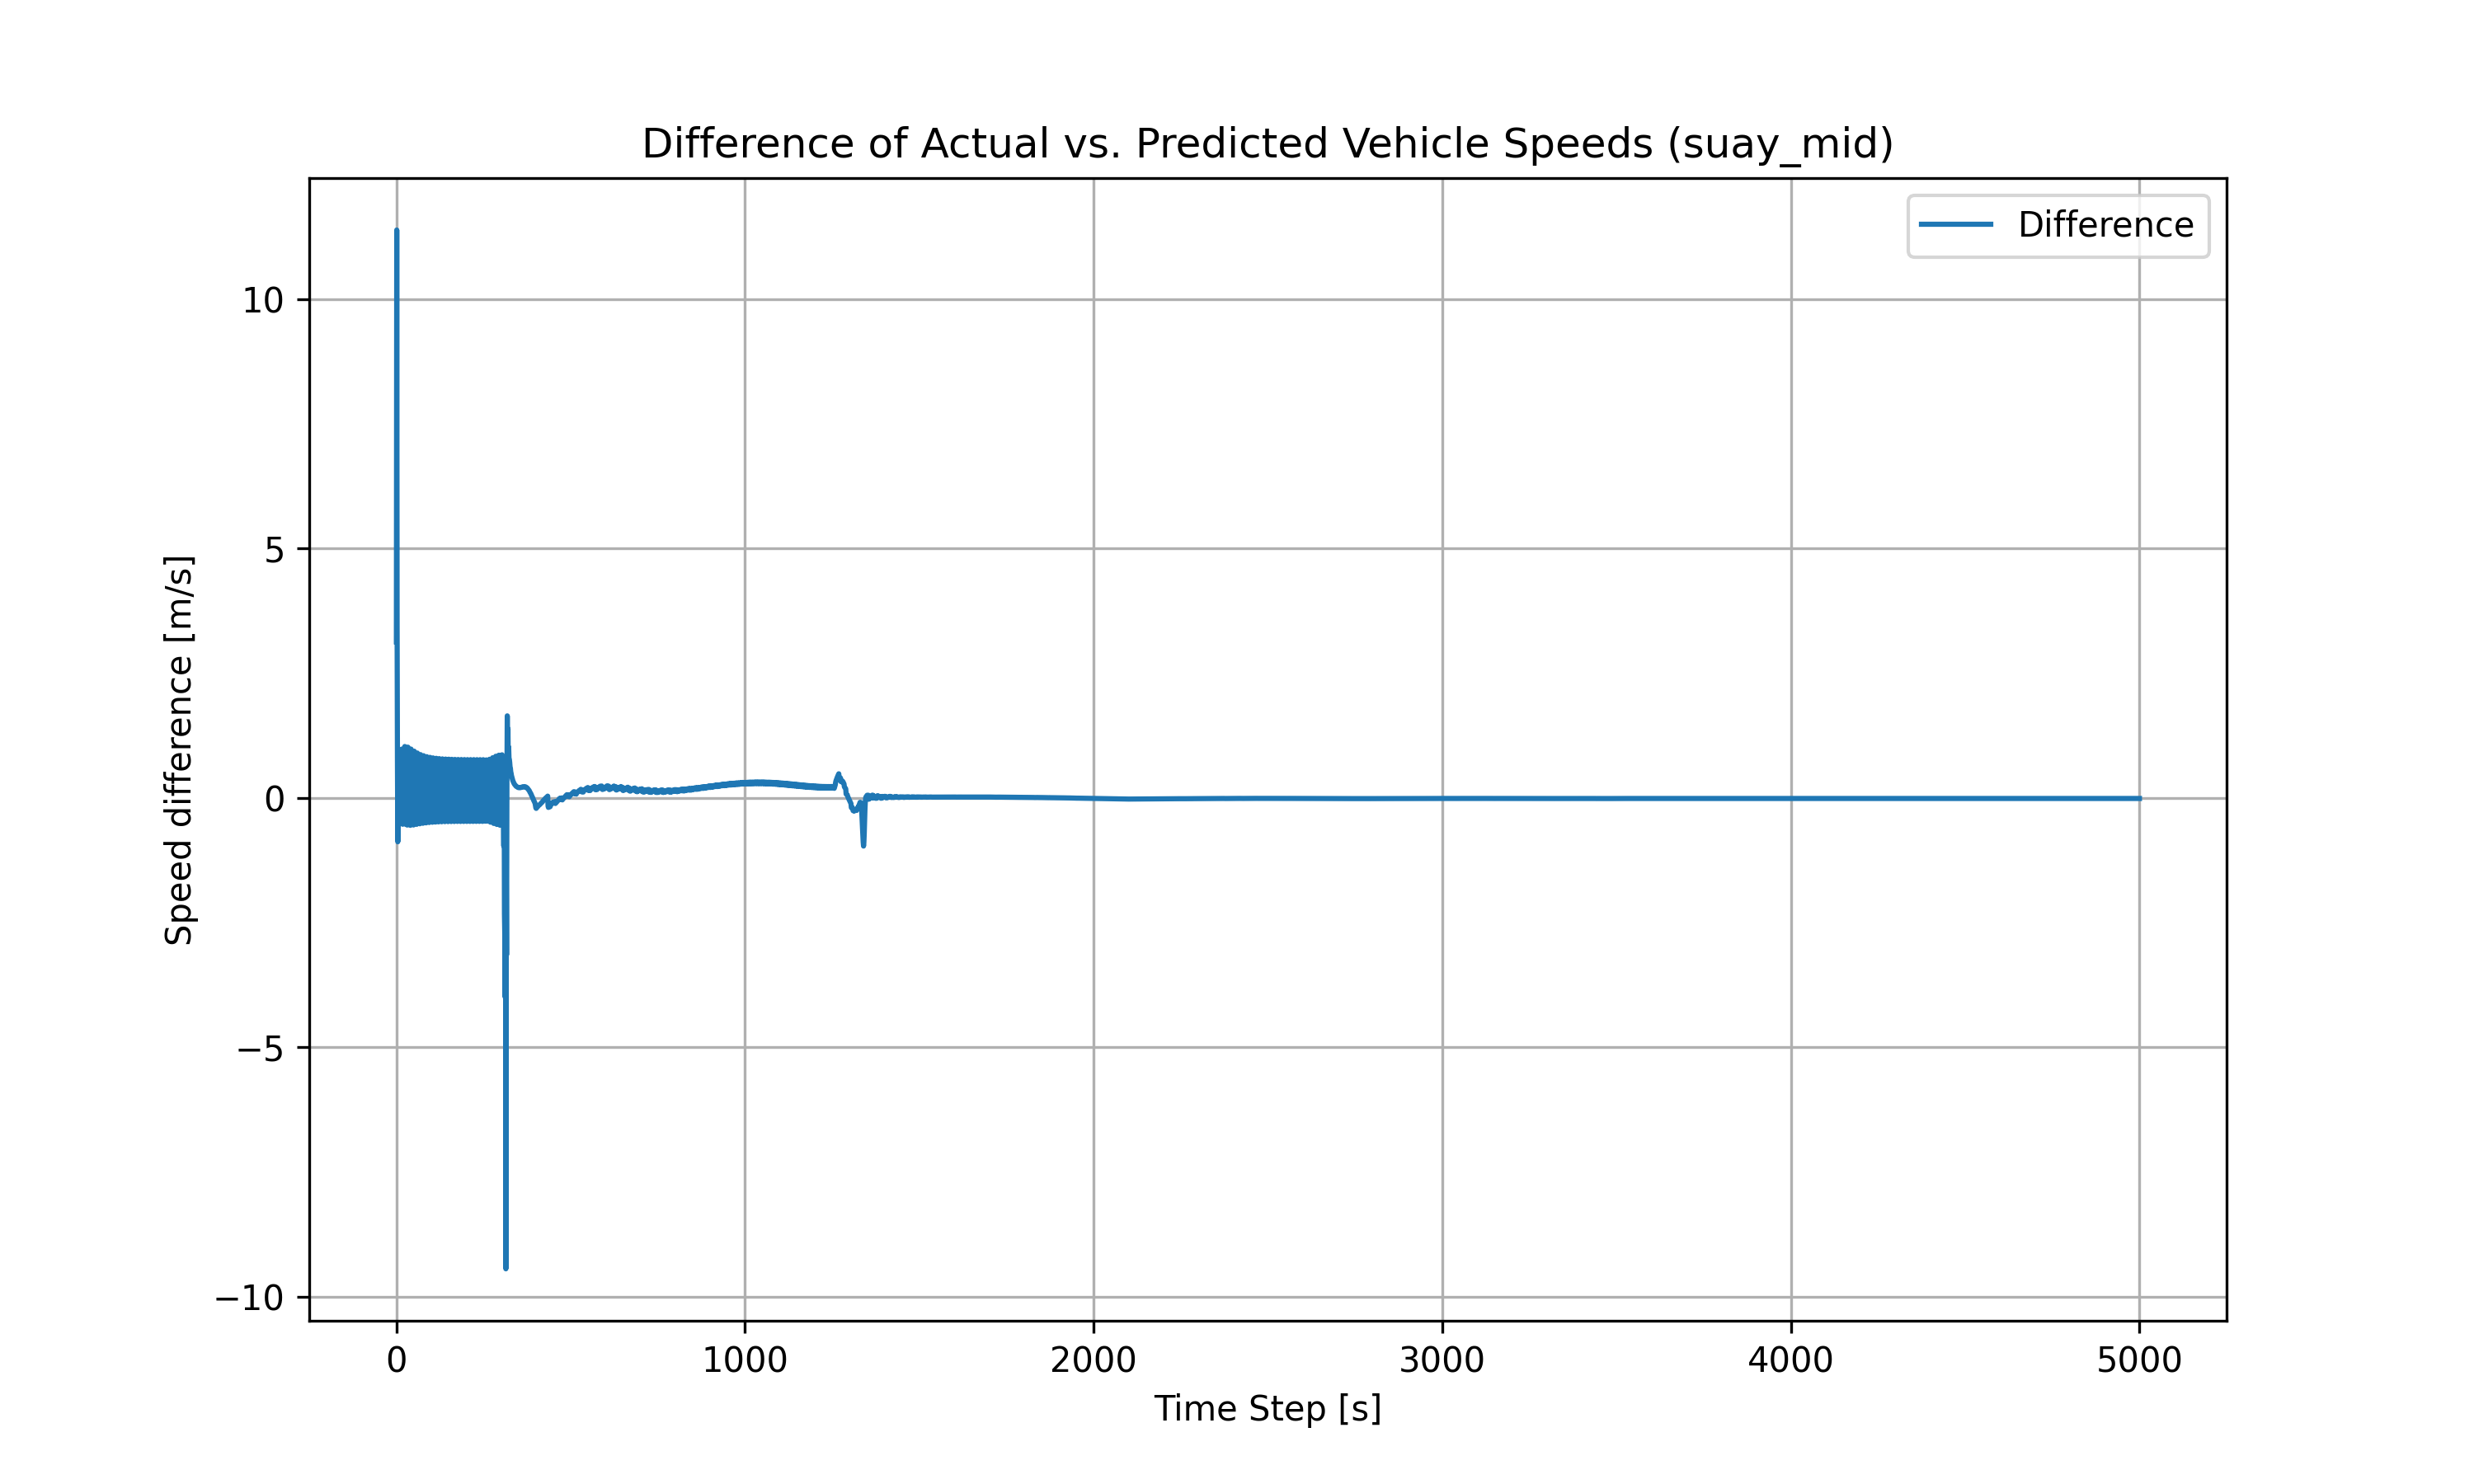 Difference of Actual vs. Predicted Vehicle Speeds (suay_mid)
Difference
10
5
0
−5
−10
Speed difference [m/s]
0 1000 2000 3000 4000 5000
Time Step [s]